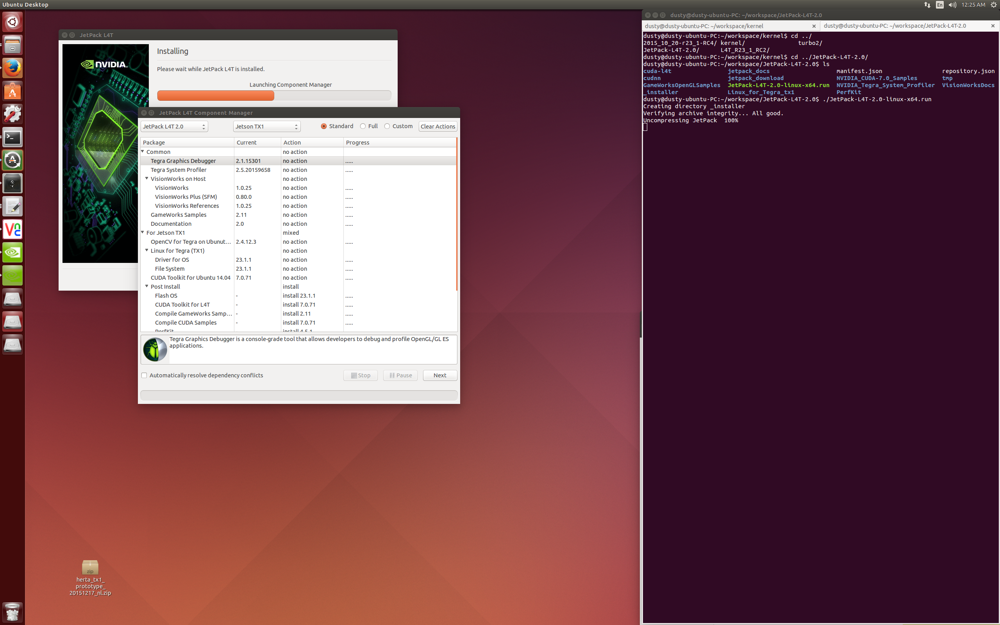 Ubuntu Desktop
En
12:25 AM
JetPack L4T
NVIDIA.
Installing
Please wait while JetPack L4T is installed.
Launching Component Manager
JetPack L4T Component Manager
JetPack L4T 2.0 Jetson TX1 Standard Full Custom Clear Actions
Package Current Action Progress
Common no action
Tegra Graphics Debugger 2.1.15301 no action .....
Tegra System Profiler 2.5.20159658 no action .....
VisionWorks on Host no action
VisionWorks 1.0.25 no action .....
VisionWorks Plus (SFM) 0.80.0 no action .....
VisionWorks References 1.0.25 no action .....
GameWorks Samples 2.11 no action .....
Documentation 2.0 no action .....
For Jetson TX1 mixed
OpenCV for Tegra on Ubunut... 2.4.12.3 no action .....
Linux for Tegra (TX1) no action
Driver for OS 23.1.1 no action .....
File System 23.1.1 no action .....
CUDA Toolkit for Ubuntu 14.04 7.0.71 no action .....
Post Install install
Flash OS - install 23.1.1 .....
CUDA Toolkit for L4T - install 7.0.71 .....
Compile GameWorks Samp... - install 2.11 .....
Compile CUDA Samples - install 7.0.71 .....
PerfKit install 4.5.1
Tegra Graphics Debugger is a console-grade tool that allows developers to debug and profile OpenGL/GL ES
applications.
Automatically resolve dependency conflicts Stop Pause Next
zip
herta_tx1_
prototype_
20151217_nl.zip
dusty@dusty-ubuntu-PC: ~/workspace/JetPack-L4T-2.0
dusty@dusty-ubuntu-PC: ~/workspace/kernel dusty@dusty-ubuntu-PC: ~/workspace/JetPack-L4T-2.0
dusty@dusty-ubuntu-PC:~/workspace/kernel$ cd ../
2015_10_20-r23_1-RC4/ kernel/ turbo2/
JetPack-L4T-2.0/ L4T_R23_1_RC2/
dusty@dusty-ubuntu-PC:~/workspace/kernel$ cd ../JetPack-L4T-2.0/
dusty@dusty-ubuntu-PC:~/workspace/JetPack-L4T-2.0$ ls
cuda-l4t jetpack_docs manifest.json repository.json
cudnn jetpack_download NVIDIA_CUDA-7.0_Samples tmp
GameWorksOpenGLSamples JetPack-L4T-2.0-linux-x64.run NVIDIA_Tegra_System_Profiler VisionWorksDocs
_installer Linux_for_Tegra_tx1 PerfKit
dusty@dusty-ubuntu-PC:~/workspace/JetPack-L4T-2.0$ ./JetPack-L4T-2.0-linux-x64.run
Creating directory _installer
Verifying archive integrity... All good.
Uncompressing JetPack 100%